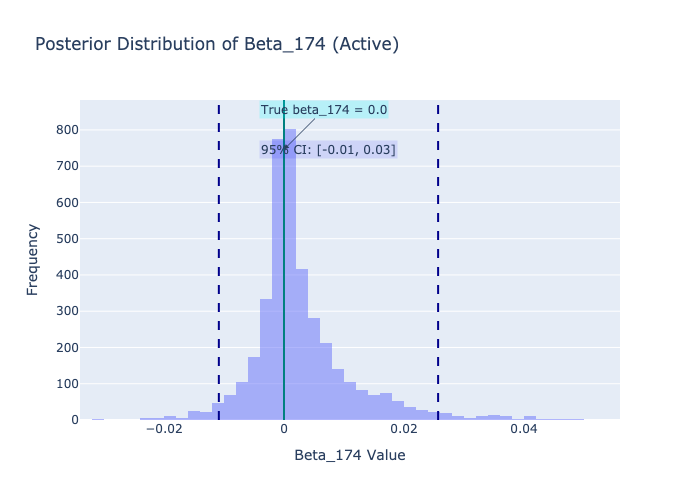 Posterior Distribution of Beta_174 (Active)
True beta_174 = 0.0
95% CI: [-0.01, 0.03]
800
700
600
500
400
300
200
100
0
Frequency
−0.02
0
0.02
0.04
Beta_174 Value